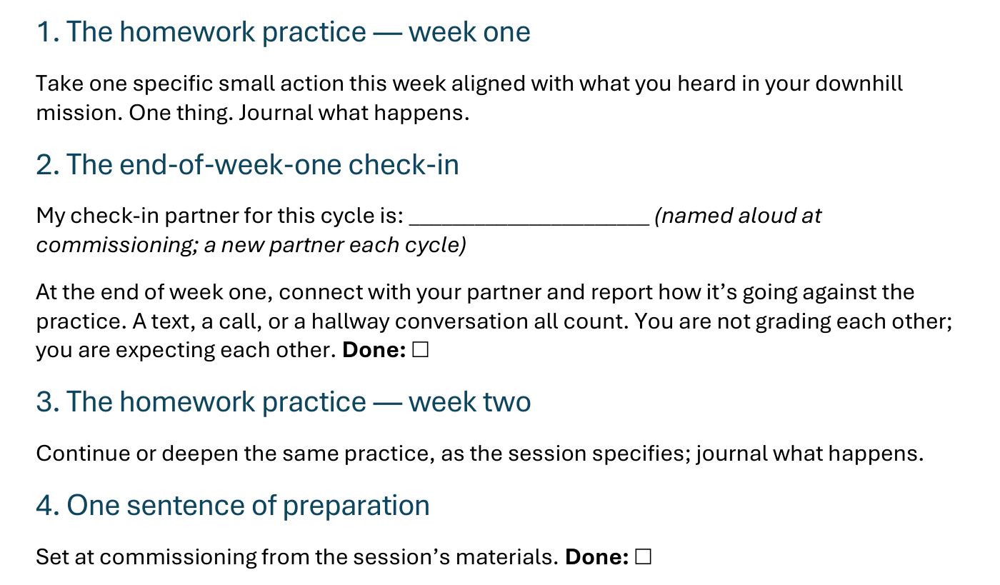 1. The homework practice — week one
Take one specific small action this week aligned with what you heard in your downhill
mission. One thing. Journal what happens.
2. The end-of-week-one check-in
My check-in partner for this cycle is: ______________________ (named aloud at
commissioning; a new partner each cycle)
At the end of week one, connect with your partner and report how it’s going against the
practice. A text, a call, or a hallway conversation all count. You are not grading each other;
you are expecting each other. Done: ☐
3. The homework practice — week two
Continue or deepen the same practice, as the session specifies; journal what happens.
4. One sentence of preparation
Set at commissioning from the session’s materials. Done: ☐